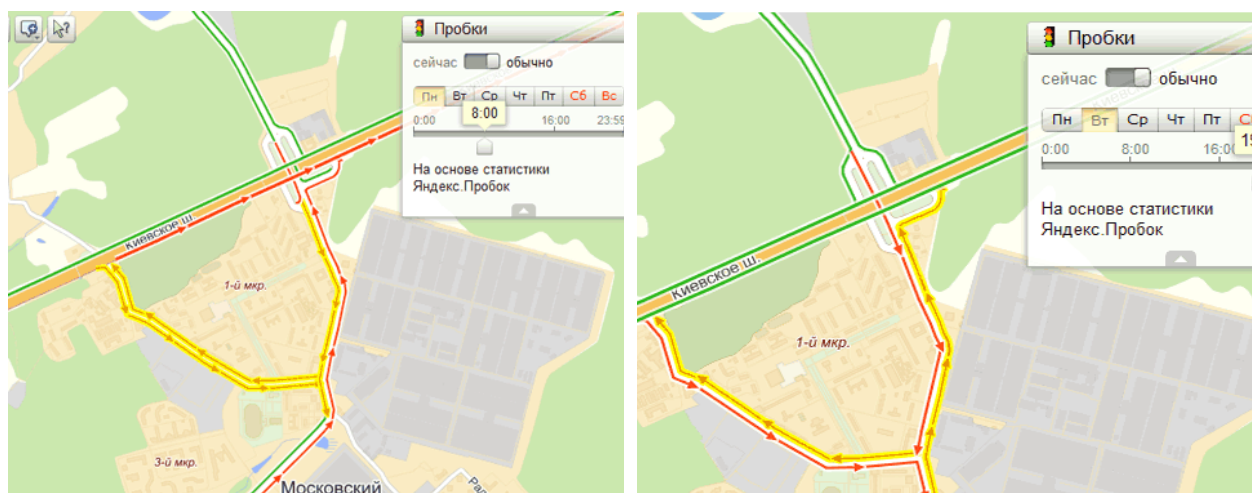 Пробки
сейчас обычно
Пн Вт Ср Чт Пт Сб Вс
8:00
0:00 16:00 23:59
На основе статистики
Яндекс.Пробок
Киевское ш.
1-й мкр.
3-й мкр.
Московский
Пробки
сейчас обычно
Пн Вт Ср Чт Пт
0:00 8:00 16:00
На основе статистики
Яндекс.Пробок
Киевское ш.
1-й мкр.